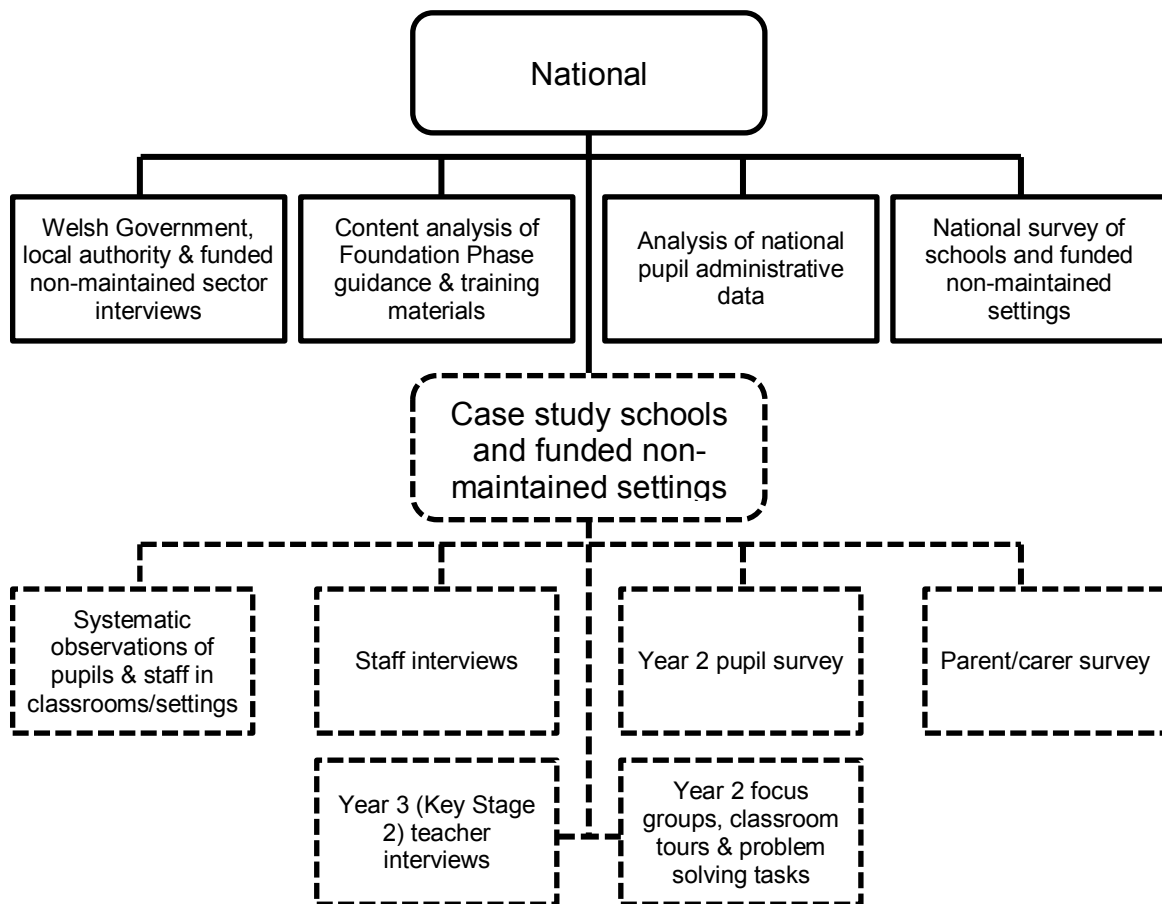 National
Welsh Government,
local authority & funded
non-maintained sector
interviews
Content analysis of
Foundation Phase
guidance & training
materials
Analysis of national
pupil administrative
data
National survey of
schools and funded
non-maintained
settings
Case study schools
and funded non-
maintained settings
Systematic
observations of
pupils & staff in
classrooms/settings
Staff interviews
Year 2 pupil survey
Parent/carer survey
Year 3 (Key Stage
2) teacher
interviews
Year 2 focus
groups, classroom
tours & problem
solving tasks